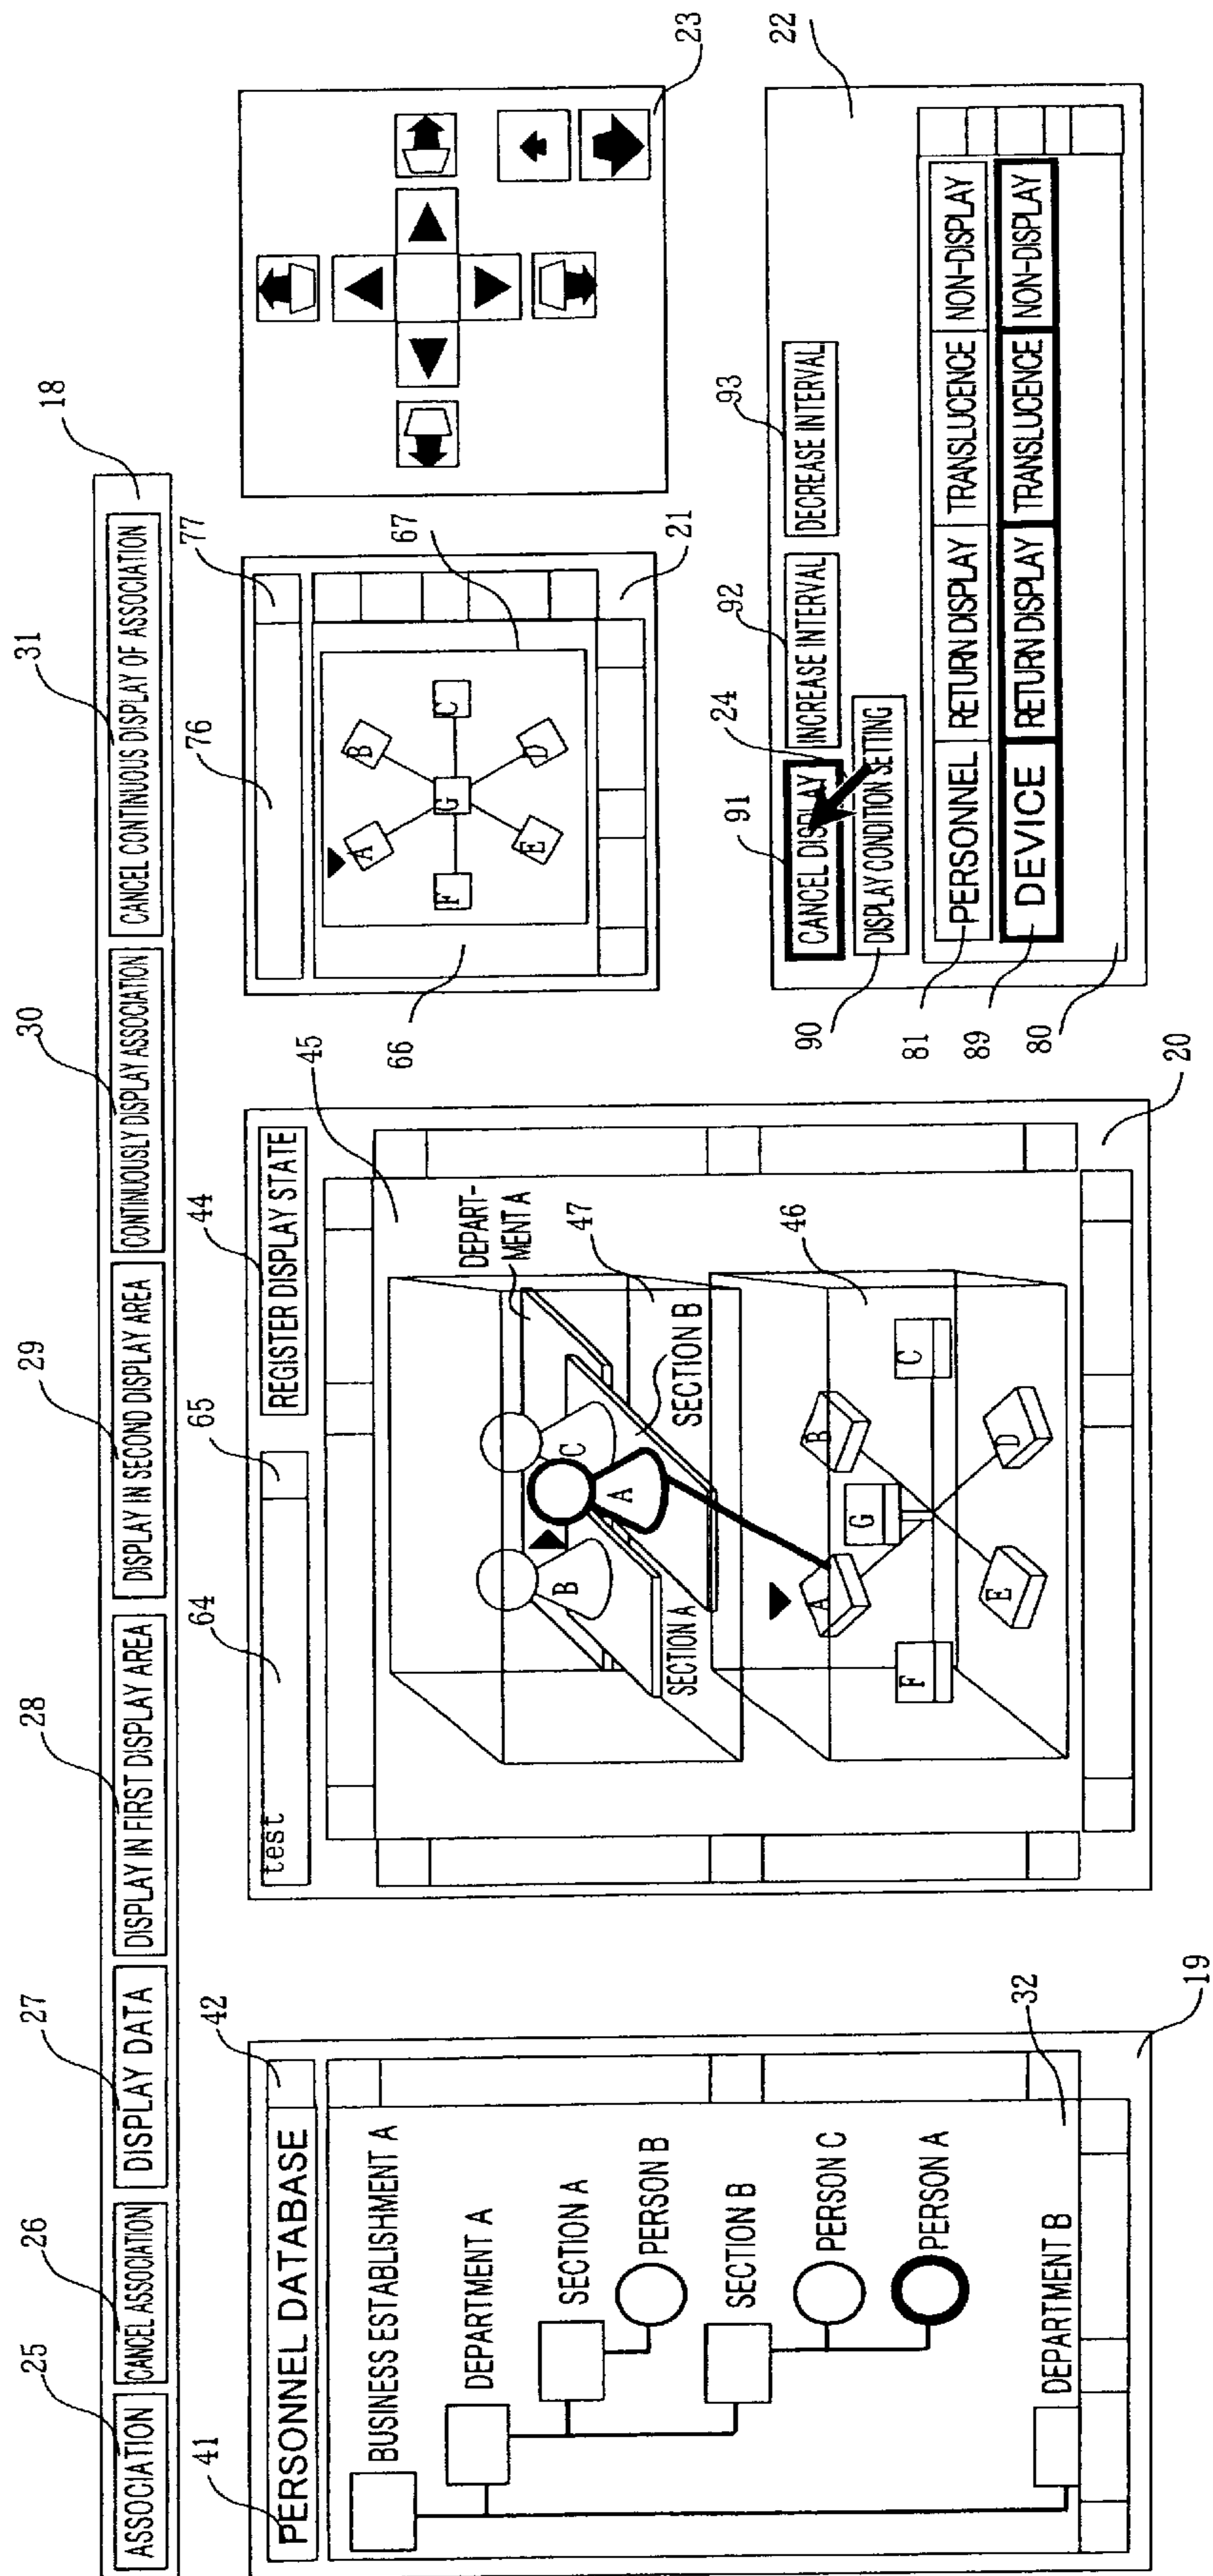 25
26
27
28
29
30
31
18
ASSOCIATION
CANCEL ASSOCIATION
DISPLAY DATA
DISPLAY IN FIRST DISPLAY AREA
DISPLAY IN SECOND DISPLAY AREA
CONTINUOUSLY DISPLAY ASSOCIATION
CANCEL CONTINUOUS DISPLAY OF ASSOCIATION
41
42
PERSONNEL DATABASE
BUSINESS ESTABLISHMENT A
DEPARTMENT A
SECTION A
PERSON B
SECTION B
PERSON C
PERSON A
DEPARTMENT B
32
19
64
65
44
45
test
REGISTER DISPLAY STATE
DEPART-
MENT A
47
B
C
A
SECTION A
SECTION B
46
A
B
G
F
C
E
D
20
76
77
67
A
B
F
G
C
E
D
66
21
23
91
92
93
22
CANCEL DISPLAY
INCREASE INTERVAL
DECREASE INTERVAL
24
DISPLAY CONDITION SETTING
90
PERSONNEL
RETURN DISPLAY
TRANSLUCENCE
NON-DISPLAY
81
DEVICE
RETURN DISPLAY
TRANSLUCENCE
NON-DISPLAY
89
80